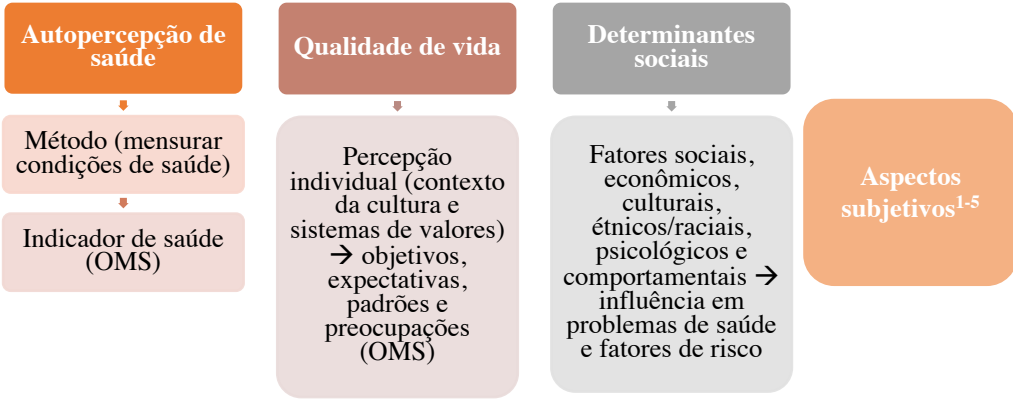 Autopercepção de
saúde
Método (mensurar
condições de saúde)
Indicador de saúde
(OMS)
Qualidade de vida
Percepção
individual (contexto
da cultura e
sistemas de valores)
→ objetivos,
expectativas,
padrões e
preocupações
(OMS)
Determinantes
sociais
Fatores sociais,
econômicos,
culturais,
étnicos/raciais,
psicológicos e
comportamentais →
influência em
problemas de saúde
e fatores de risco
Aspectos
subjetivos¹⁻⁵